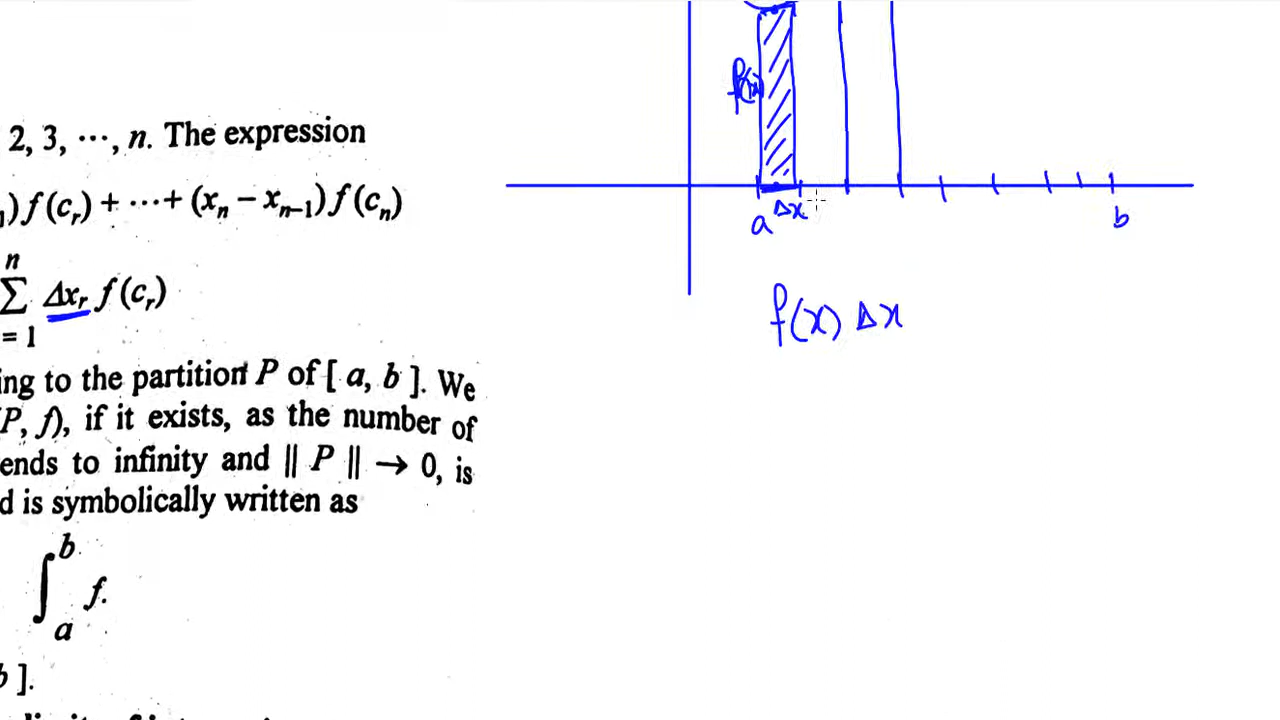 2, 3, ⋯, n. The expression
)f(c_r) + ⋯ + (x_n − x_{n−1})f(c_n)
n
Σ Δx_r f(c_r)
= 1
ing to the partition P of [ a, b ]. We
P, f), if it exists, as the number of
ends to infinity and || P || → 0, is
d is symbolically written as
∫_a^b f.
b ].
f(x)
a Δx b
f(x) Δx